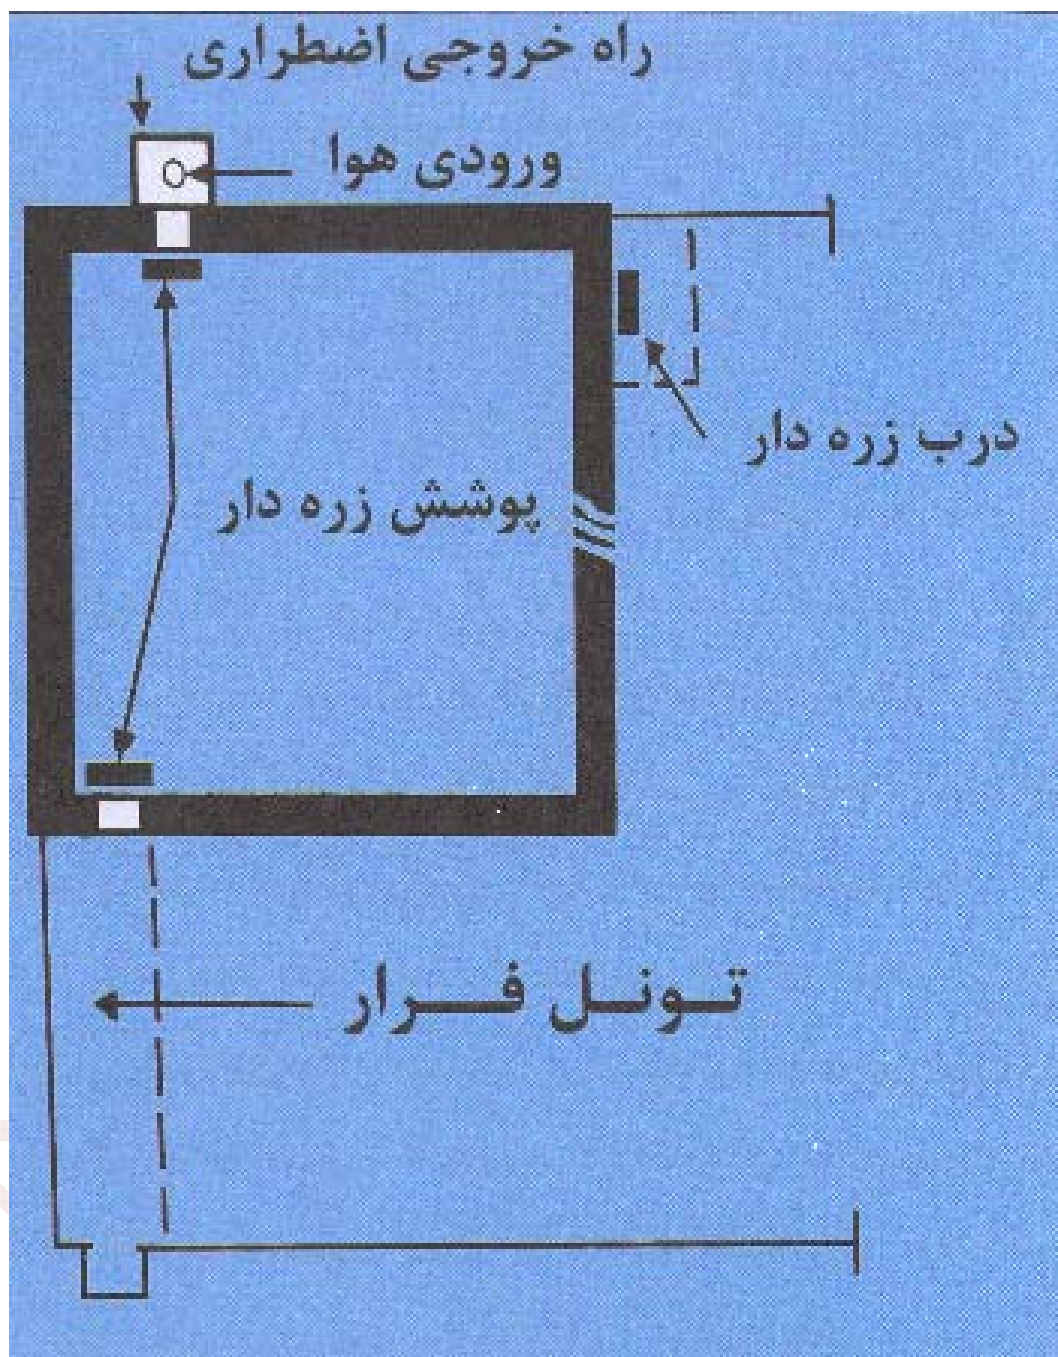 راه خروجی اضطراری
ورودی هوا
درب زره دار
پوشش زره دار
تونل فرار